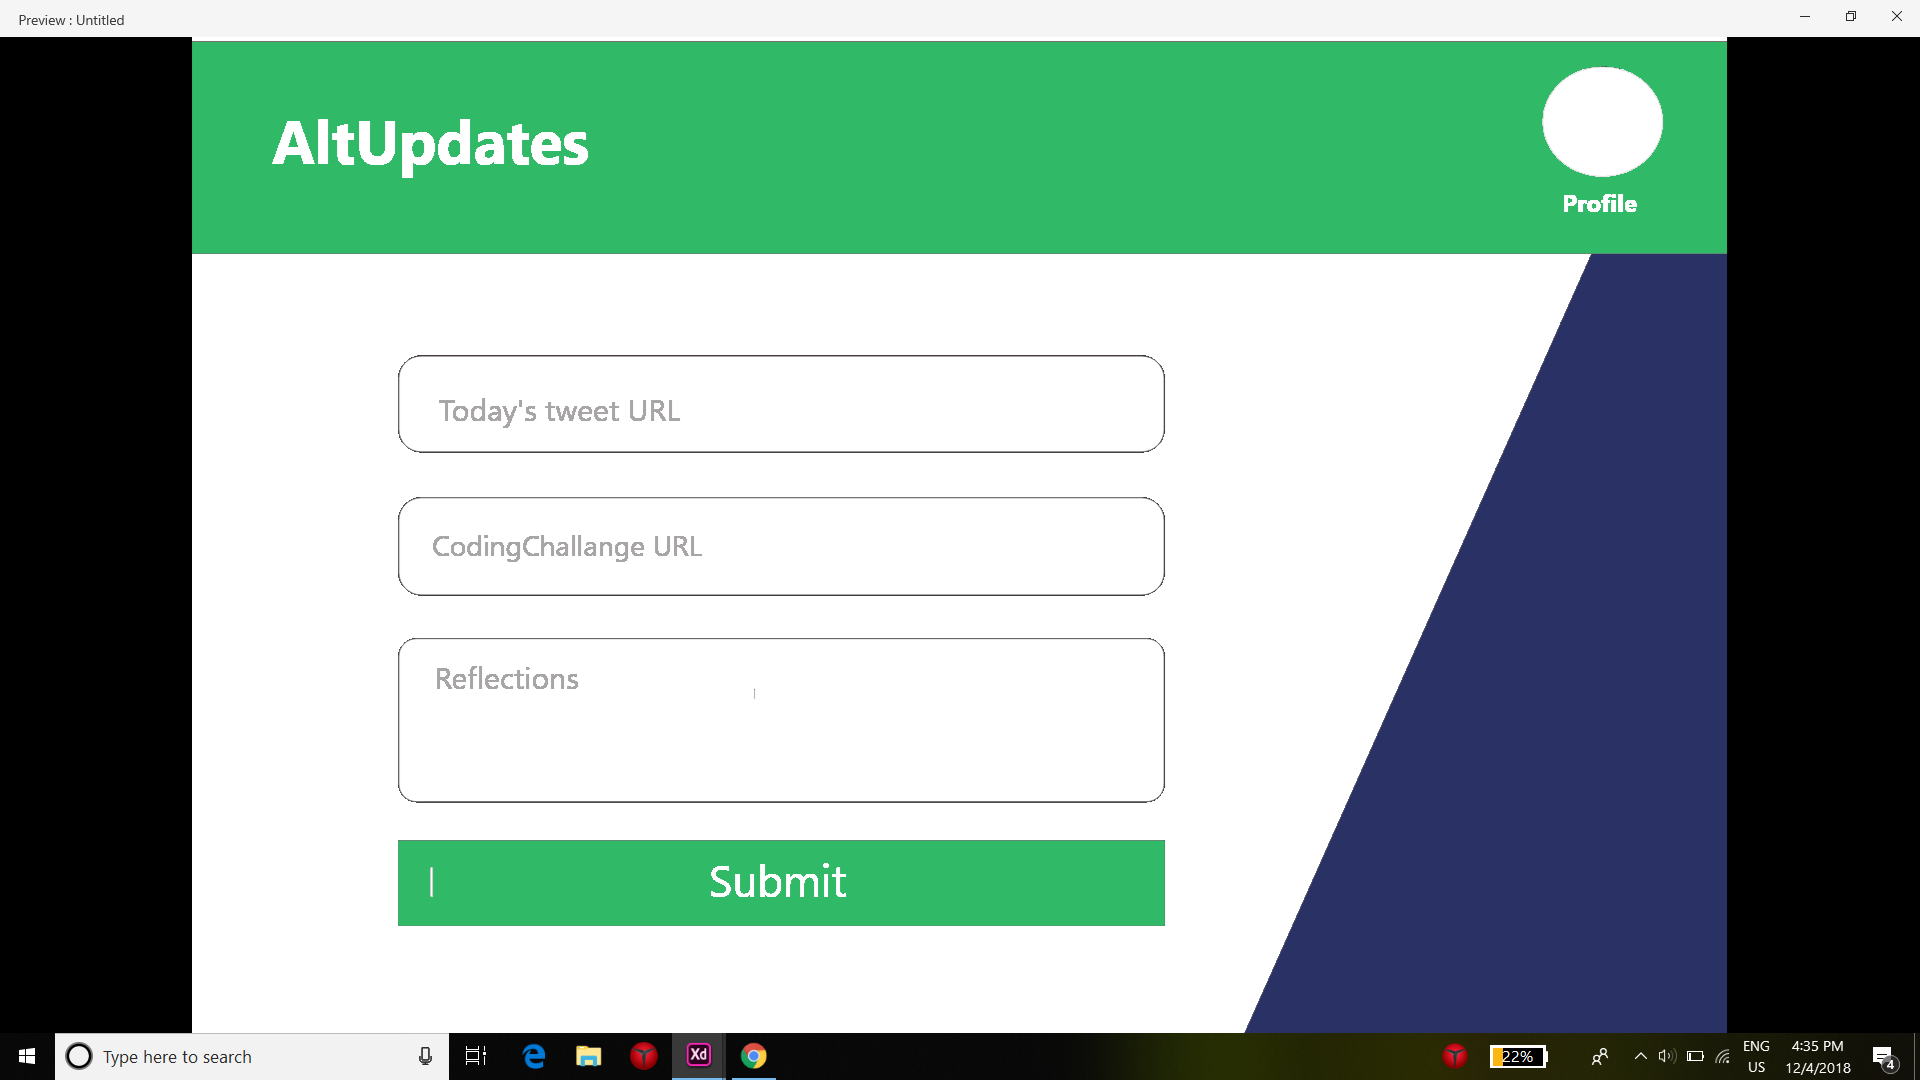 Preview : Untitled
AltUpdates
Profile
Today's tweet URL
CodingChallange URL
Reflections
Submit
Type here to search
Xd
22%
ENG
US
4:35 PM
12/4/2018
4